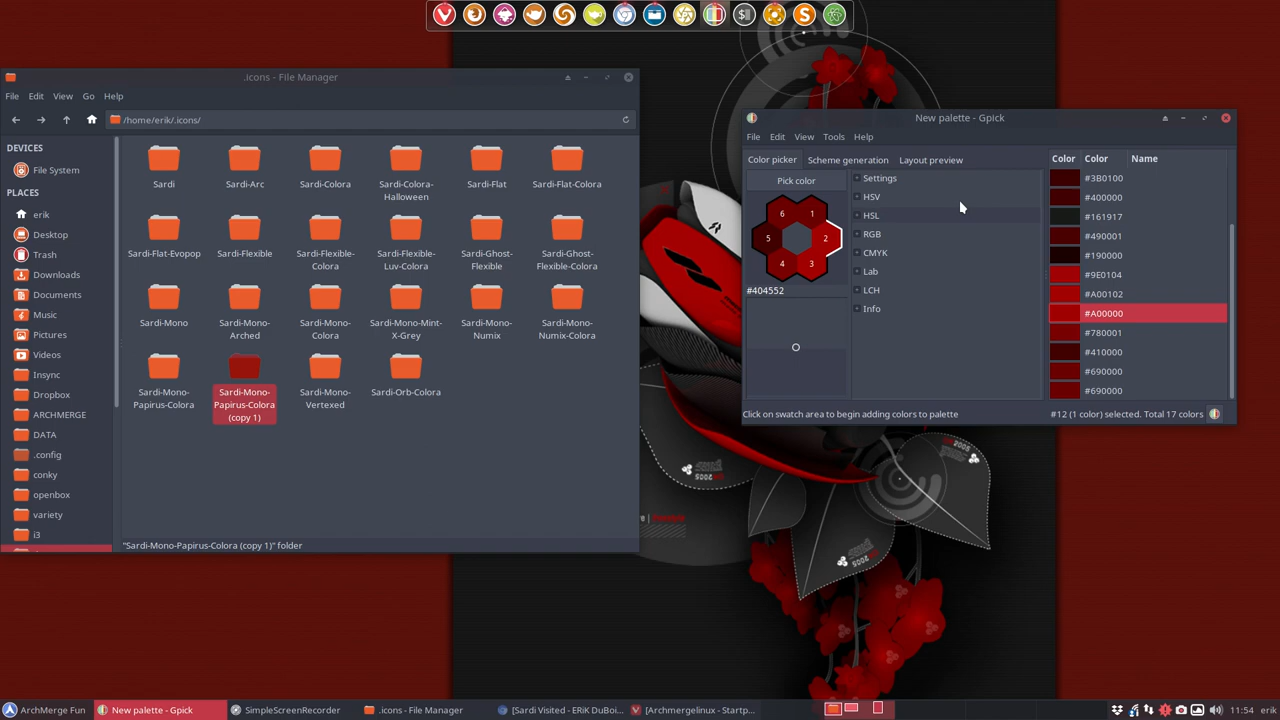 .icons - File Manager
File Edit View Go Help
/home/erik/.icons/
DEVICES
File System
PLACES
erik
Desktop
Trash
Downloads
Documents
Music
Pictures
Videos
Insync
Dropbox
ARCHMERGE
DATA
.config
conky
openbox
variety
i3
Sardi
Sardi-Arc
Sardi-Colora
Sardi-Colora-
Halloween
Sardi-Flat
Sardi-Flat-Colora
Sardi-Flat-Evopop
Sardi-Flexible
Sardi-Flexible-
Colora
Sardi-Flexible-
Luv-Colora
Sardi-Ghost-
Flexible
Sardi-Ghost-
Flexible-Colora
Sardi-Mono
Sardi-Mono-
Arched
Sardi-Mono-
Colora
Sardi-Mono-Mint-
X-Grey
Sardi-Mono-
Numix
Sardi-Mono-
Numix-Colora
Sardi-Mono-
Papirus-Colora
Sardi-Mono-
Papirus-Colora
(copy 1)
Sardi-Mono-
Vertexed
Sardi-Orb-Colora
"Sardi-Mono-Papirus-Colora (copy 1)" folder
New palette - Gpick
File Edit View Tools Help
Color picker Scheme generation Layout preview
Pick color
6 1
5 2
4 3
#404552
Settings
HSV
HSL
RGB
CMYK
Lab
LCH
Info
Color Color Name
#3B0100
#400000
#161917
#490001
#190000
#9E0104
#A00102
#A00000
#780001
#410000
#690000
#690000
Click on swatch area to begin adding colors to palette
#12 (1 color) selected. Total 17 colors
ArchMerge Fun
New palette - Gpick
SimpleScreenRecorder
.icons - File Manager
[Sardi Visited - ERiK DuBoi...
[Archmergelinux - Startp...
11:54 erik